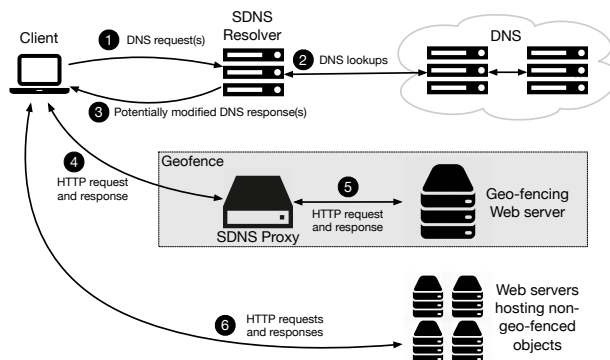 Client
SDNS
Resolver
DNS
1 DNS request(s)
2 DNS lookups
3 Potentially modified DNS response(s)
4
HTTP request
and response
Geofence
SDNS Proxy
5
HTTP request
and response
Geo-fencing
Web server
6
HTTP requests
and responses
Web servers
hosting non-
geo-fenced
objects